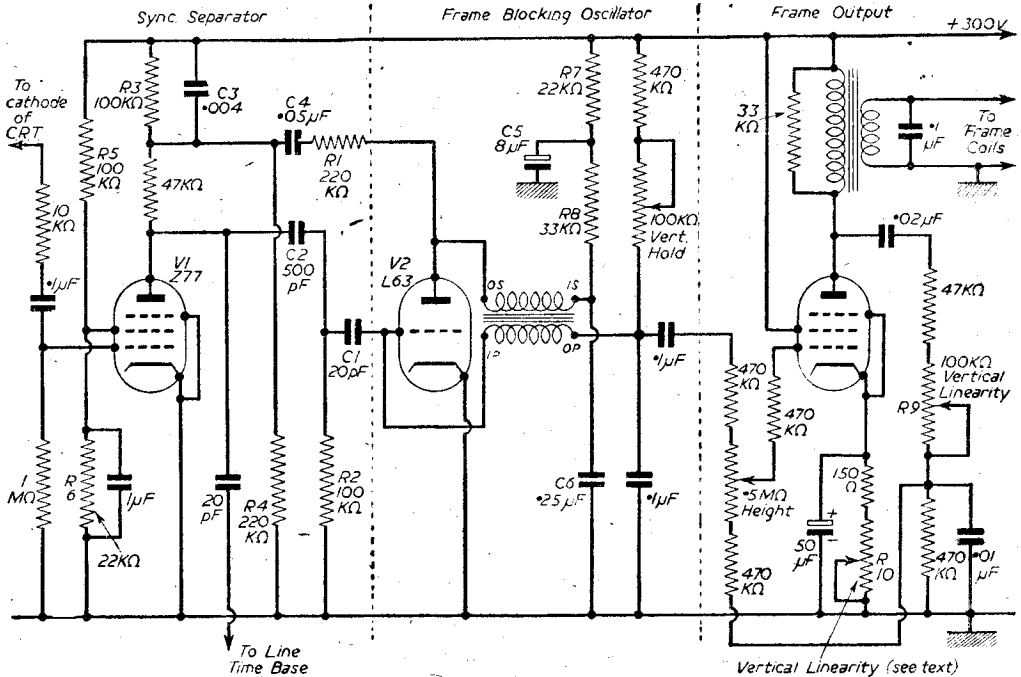 Sync. Separator
Frame Blocking Oscillator
Frame Output
+300V
To
cathode
of
CRT
R3
100KΩ
C3
·004
R5
100
KΩ
10
KΩ
47KΩ
·1µF
V1
Z77
1
MΩ
R
6
1µF
22KΩ
20
pF
R4
220
KΩ
C4
·05µF
R1
220
KΩ
C2
500
pF
R2
100
KΩ
To Line
Time Base
C1
20pF
V2
L63
OS
IS
IP
OP
C5
8µF
R7
22KΩ
R8
33KΩ
470
KΩ
100KΩ
Vert.
Hold
·1µF
C6
·25µF
·1µF
470
KΩ
470
KΩ
·5MΩ
Height
470
KΩ
33
KΩ
·1
µF
To
Frame
Coils
·02µF
47KΩ
100KΩ
Vertical
Linearity
R9
150
Ω
+
-
50
µF
R
10
470
KΩ
·01
µF
Vertical Linearity (see text)